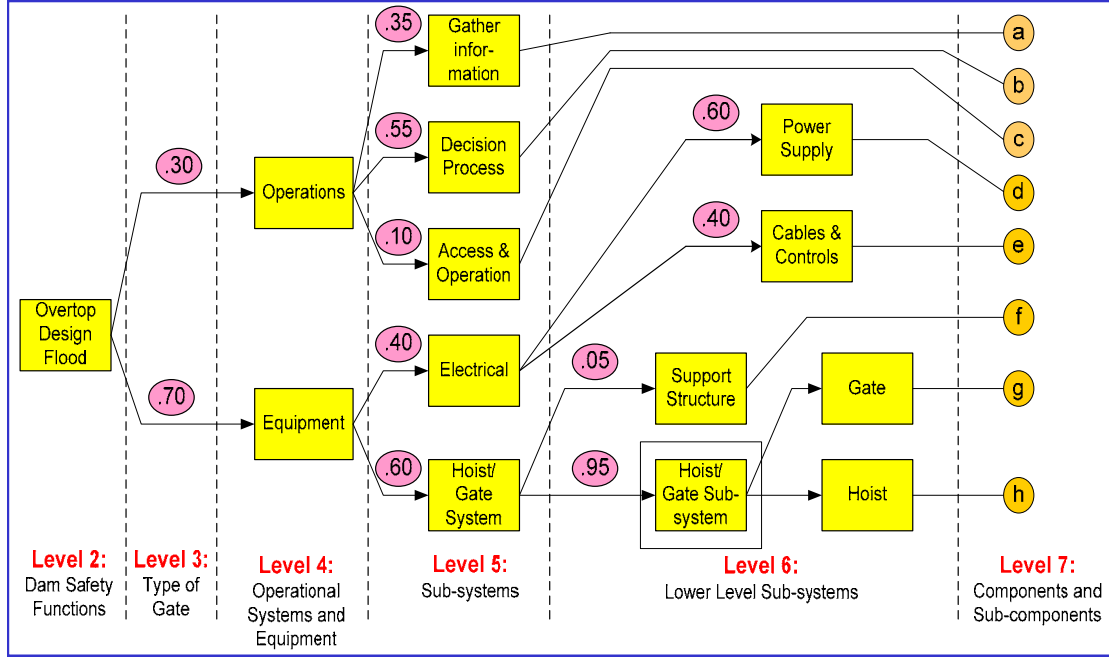 .35
Gather
infor-
mation
a
b
.55
Decision
Process
.60
Power
Supply
c
.30
Operations
d
.10
Access &
Operation
.40
Cables &
Controls
e
Overtop
Design
Flood
f
.40
Electrical
.05
Support
Structure
Gate
g
.70
Equipment
.60
Hoist/
Gate
System
.95
Hoist/
Gate Sub-
system
Hoist
h
Level 2:
Dam Safety
Functions
Level 3:
Type of
Gate
Level 4:
Operational
Systems and
Equipment
Level 5:
Sub-systems
Level 6:
Lower Level Sub-systems
Level 7:
Components and
Sub-components